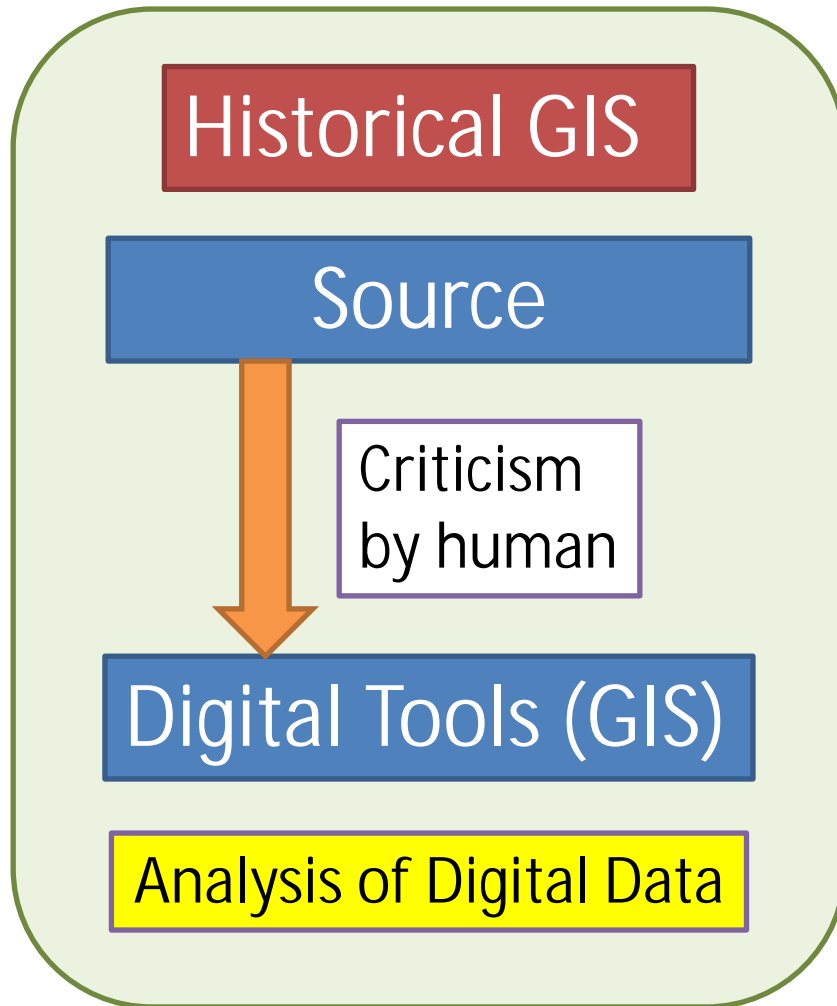 Historical GIS
Source
Criticism
by human
Digital Tools (GIS)
Analysis of Digital Data